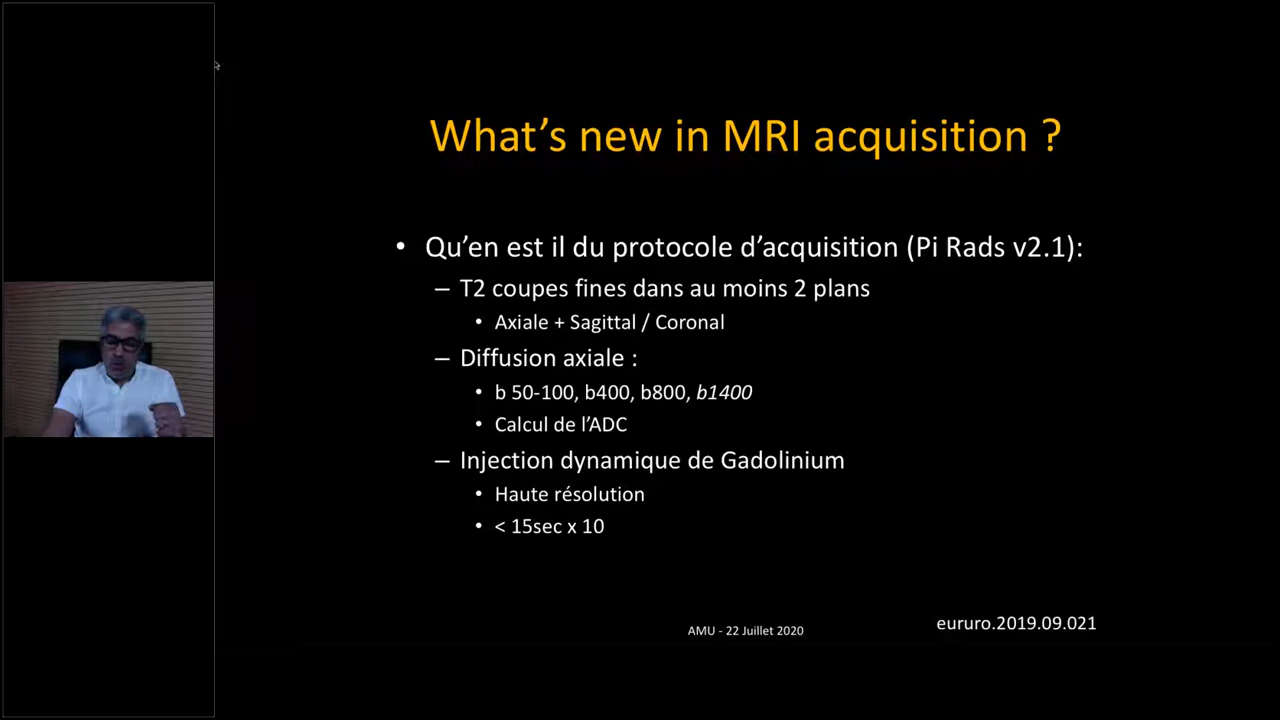 What's new in MRI acquisition ?
• Qu'en est il du protocole d'acquisition (Pi Rads v2.1):
– T2 coupes fines dans au moins 2 plans
• Axiale + Sagittal / Coronal
– Diffusion axiale :
• b 50-100, b400, b800, b1400
• Calcul de l'ADC
– Injection dynamique de Gadolinium
• Haute résolution
• < 15sec x 10
AMU - 22 Juillet 2020
eururo.2019.09.021